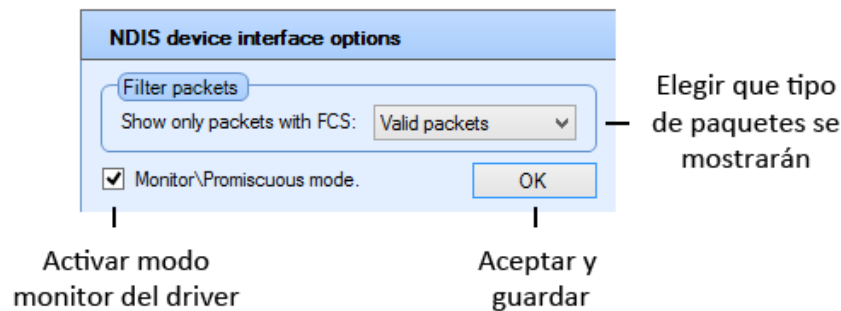 NDIS device interface options
Filter packets
Show only packets with FCS: Valid packets
Elegir que tipo
de paquetes se
mostrarán
Monitor\Promiscuous mode. OK
Activar modo
monitor del driver
Aceptar y
guardar